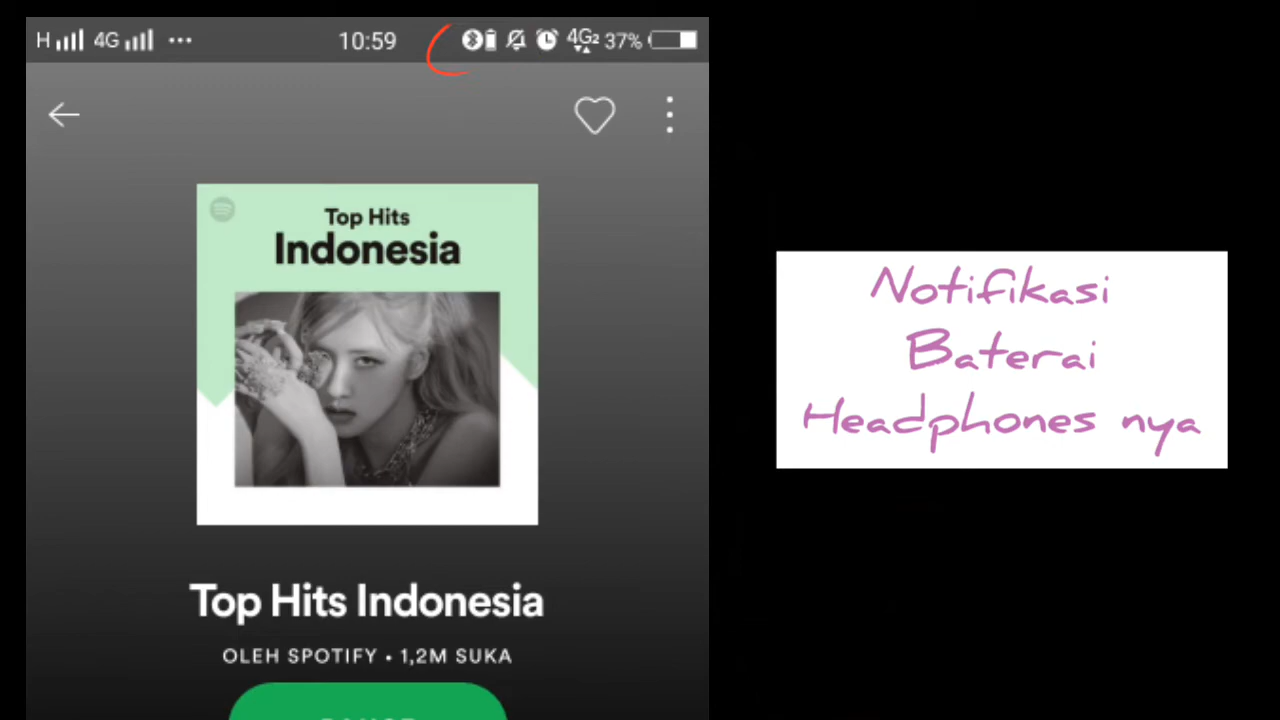 H 4G ... 10:59 4G2 37%
Top Hits
Indonesia
Top Hits Indonesia
OLEH SPOTIFY • 1,2M SUKA
Notifikasi
Baterai
Headphones nya